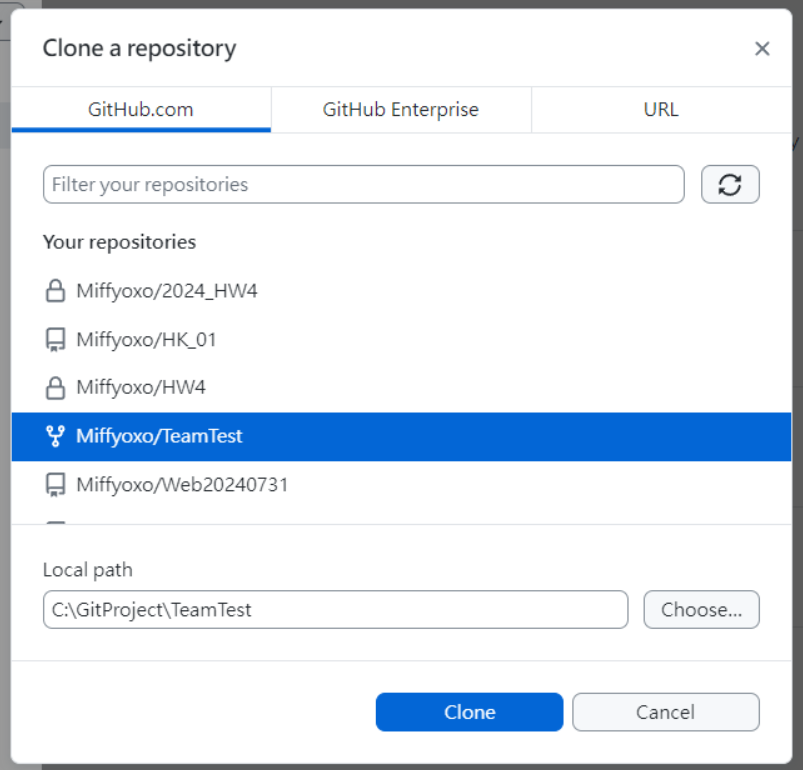 Clone a repository
GitHub.com
GitHub Enterprise
URL
Filter your repositories
Your repositories
Miffyoxo/2024_HW4
Miffyoxo/HK_01
Miffyoxo/HW4
Miffyoxo/TeamTest
Miffyoxo/Web20240731
Local path
C:\GitProject\TeamTest
Choose...
Clone
Cancel